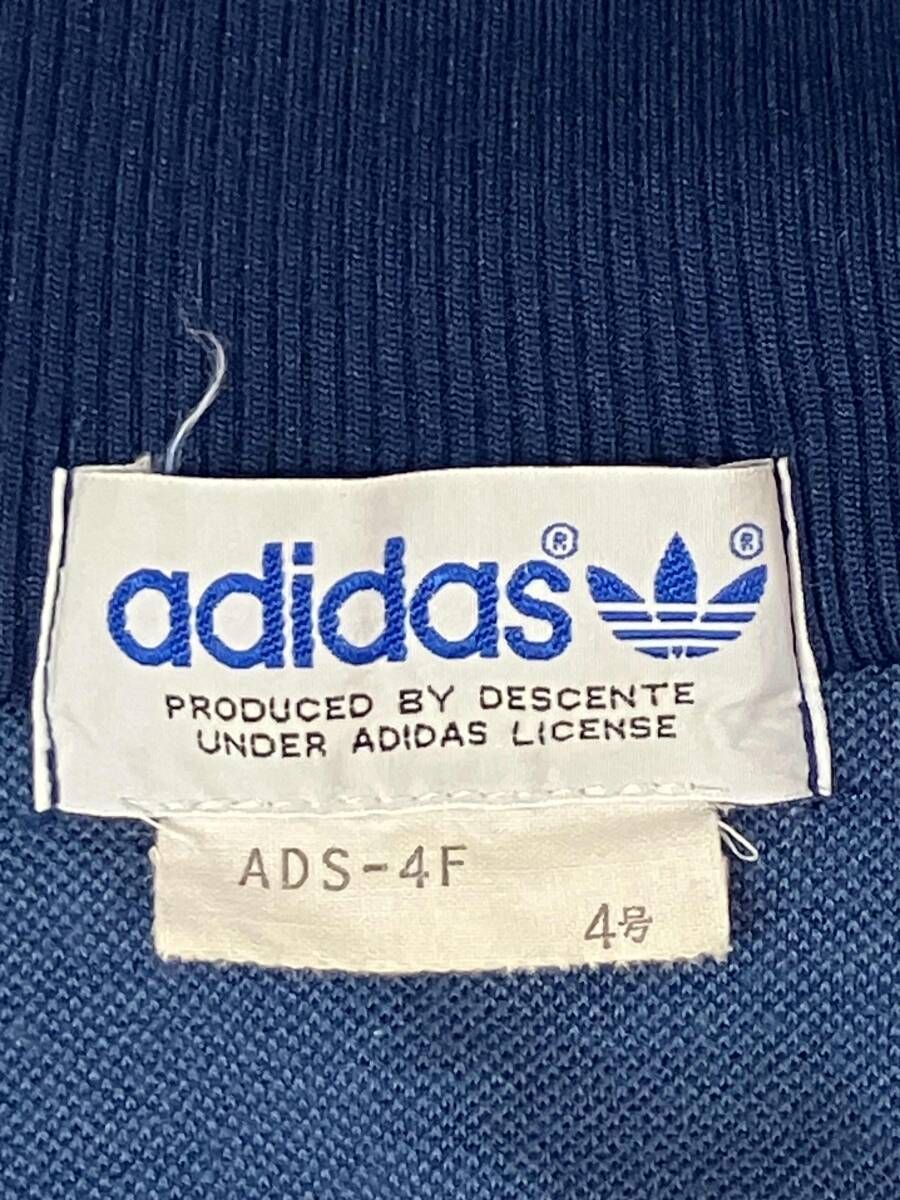 adidas® ®
PRODUCED BY DESCENTE
UNDER ADIDAS LICENSE
ADS-4F
4号